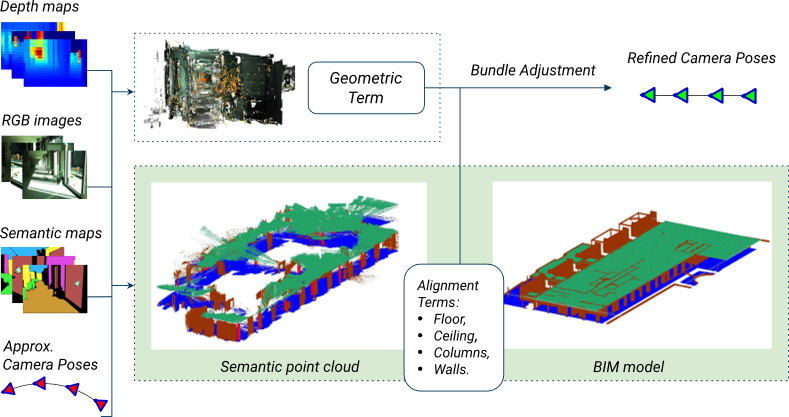 Depth maps
RGB images
Semantic maps
Approx.
Camera Poses
Geometric
Term
Bundle Adjustment
Refined Camera Poses
Alignment
Terms:
• Floor,
• Ceiling,
• Columns,
• Walls.
Semantic point cloud
BIM model